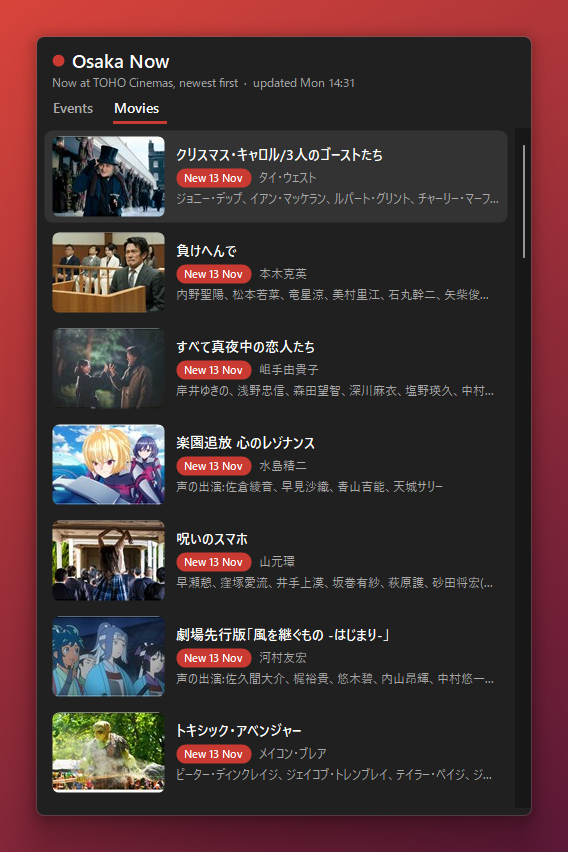 Osaka Now
Now at TOHO Cinemas, newest first · updated Mon 14:31
Events Movies
クリスマス・キャロル/3人のゴーストたち
New 13 Nov タイ・ウェスト
ジョニー・デップ、イアン・マッケラン、ルパート・グリント、チャーリー・マーフ...
負けへんで
New 13 Nov 本木克英
内野聖陽、松本若菜、竜星涼、美村里江、石丸幹二、矢柴俊...
すべて真夜中の恋人たち
New 13 Nov 岨手由貴子
岸井ゆきの、浅野忠信、森田望智、深川麻衣、塩野瑛久、中村...
楽園追放 心のレゾナンス
New 13 Nov 水島精二
声の出演:佐倉綾音、早見沙織、香山吉能、天城サリー
呪いのスマホ
New 13 Nov 山元環
早瀬憩、窪塚愛流、井手上漠、坂巻有紗、萩原護、砂田将宏(...
劇場先行版「風を継ぐもの -はじまり-」
New 13 Nov 河村友宏
声の出演:佐久間大介、梶裕貴、悠木碧、内山昂輝、中村悠一...
トキシック・アベンジャー
New 13 Nov メイコン・ブレア
ピーター・ディンクレイジ、ジェイコブ・トレンブレイ、テイラー・ペイジ、ジ...